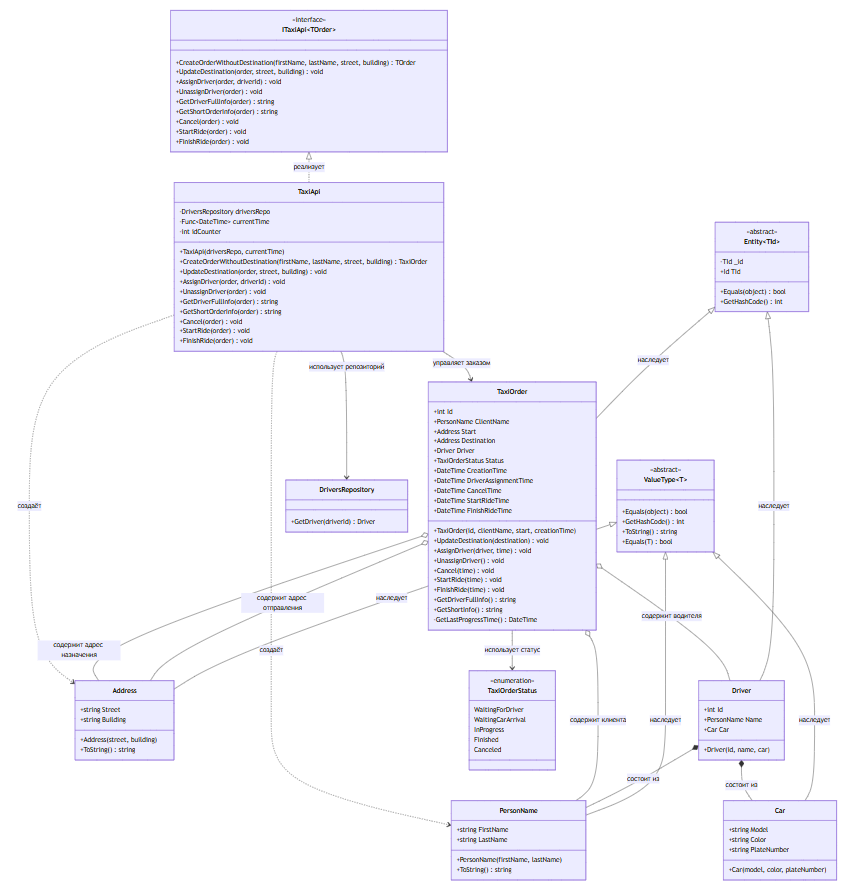 «interface»
ITaxiApi<TOrder>
+CreateOrderWithoutDestination(firstName, lastName, street, building) : TOrder
+UpdateDestination(order, street, building) : void
+AssignDriver(order, driverId) : void
+UnassignDriver(order) : void
+GetDriverFullInfo(order) : string
+GetShortOrderInfo(order) : string
+Cancel(order) : void
+StartRide(order) : void
+FinishRide(order) : void
реализует
TaxiApi
-DriversRepository driversRepo
-Func<DateTime> currentTime
-int idCounter
+TaxiApi(driversRepo, currentTime)
+CreateOrderWithoutDestination(firstName, lastName, street, building) : TaxiOrder
+UpdateDestination(order, street, building) : void
+AssignDriver(order, driverId) : void
+UnassignDriver(order) : void
+GetDriverFullInfo(order) : string
+GetShortOrderInfo(order) : string
+Cancel(order) : void
+StartRide(order) : void
+FinishRide(order) : void
«abstract»
Entity<TId>
-TId _id
+Id TId
+Equals(object) : bool
+GetHashCode() : int
использует репозиторий
управляет заказом
наследует
TaxiOrder
+int Id
+PersonName ClientName
+Address Start
+Address Destination
+Driver Driver
+TaxiOrderStatus Status
+DateTime CreationTime
+DateTime DriverAssignmentTime
+DateTime CancelTime
+DateTime StartRideTime
+DateTime FinishRideTime
+TaxiOrder(id, clientName, start, creationTime)
+UpdateDestination(destination) : void
+AssignDriver(driver, time) : void
+UnassignDriver() : void
+Cancel(time) : void
+StartRide(time) : void
+FinishRide(time) : void
+GetDriverFullInfo() : string
+GetShortInfo() : string
-GetLastProgressTime() : DateTime
DriversRepository
+GetDriver(driverId) : Driver
«abstract»
ValueType<T>
+Equals(object) : bool
+GetHashCode() : int
+ToString() : string
+Equals(T) : bool
создаёт
наследует
содержит адрес
отправления
наследует
содержит водителя
содержит адрес
назначения
создаёт
использует статус
Address
+string Street
+string Building
+Address(street, building)
+ToString() : string
«enumeration»
TaxiOrderStatus
WaitingForDriver
WaitingCarArrival
InProgress
Finished
Canceled
Driver
+int Id
+PersonName Name
+Car Car
+Driver(id, name, car)
содержит клиента
наследует
наследует
состоит из
состоит из
PersonName
+string FirstName
+string LastName
+PersonName(firstName, lastName)
+ToString() : string
Car
+string Model
+string Color
+string PlateNumber
+Car(model, color, plateNumber)